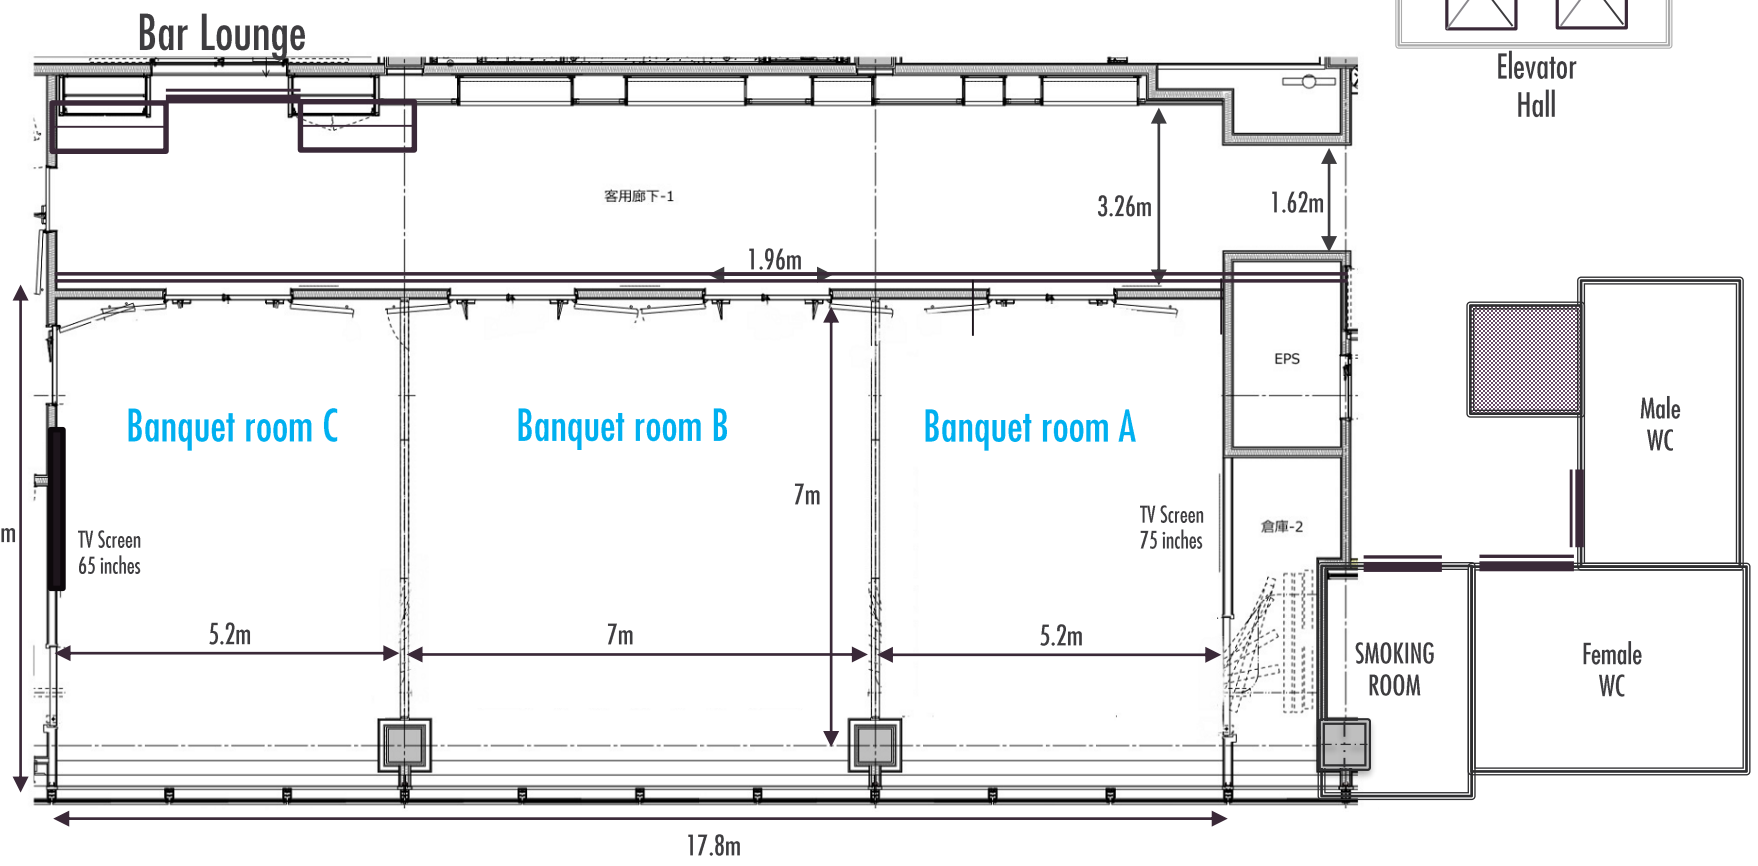 Bar Lounge
Elevator
Hall
客用廊下-1
3.26m
1.62m
1.96m
EPS
Banquet room C
Banquet room B
Banquet room A
Male
WC
7m
m
TV Screen
65 inches
TV Screen
75 inches
倉庫-2
5.2m
7m
5.2m
SMOKING
ROOM
Female
WC
17.8m